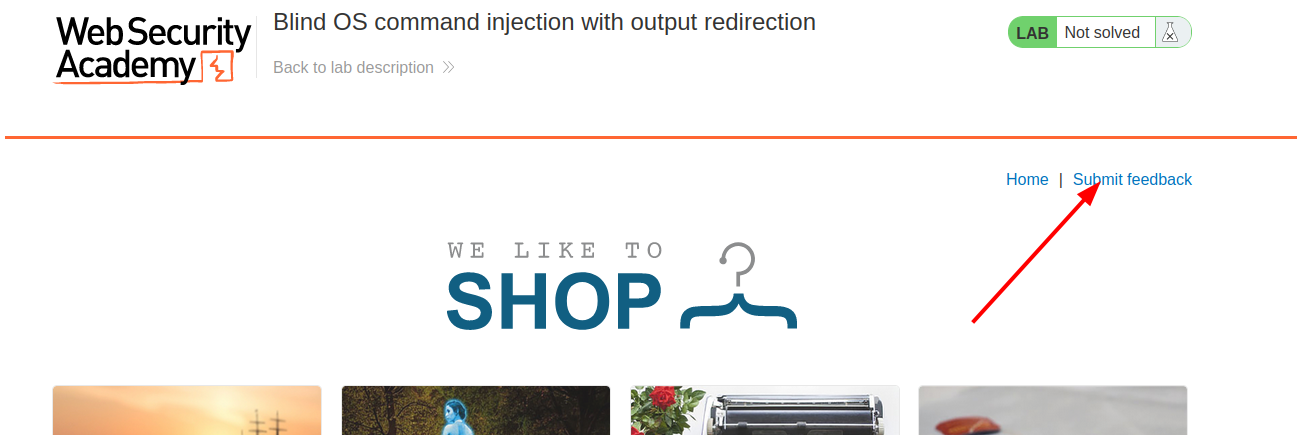 Web Security
Academy
Blind OS command injection with output redirection
Back to lab description
LAB Not solved
Home | Submit feedback
WE LIKE TO
SHOP